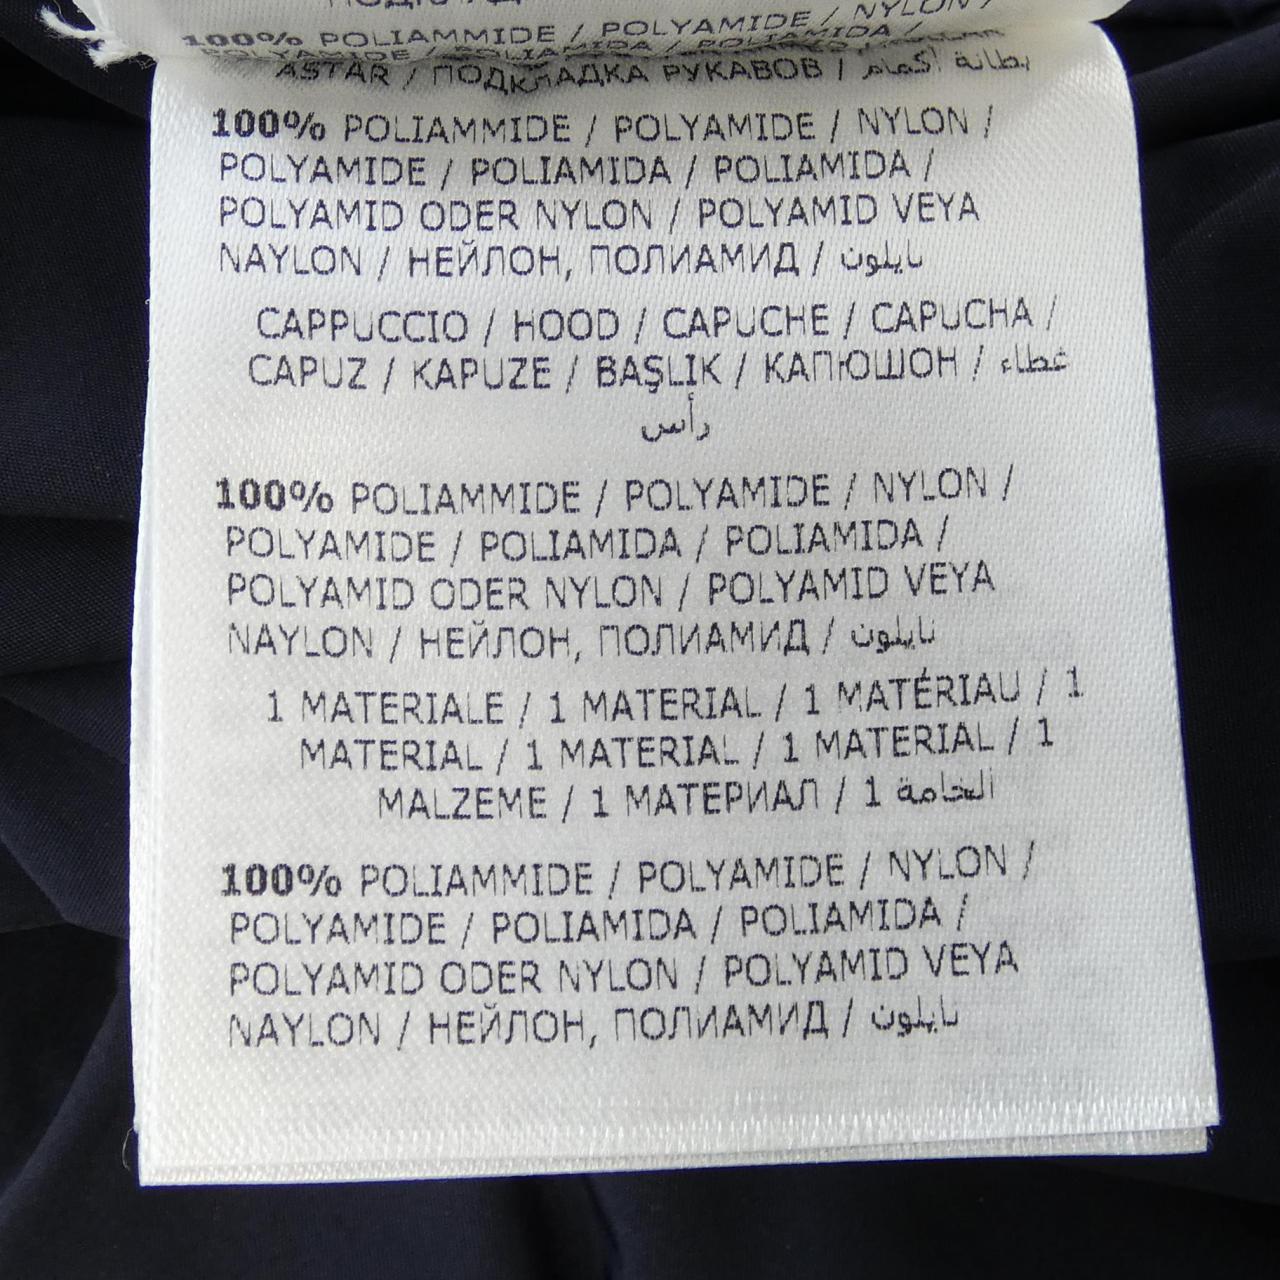 ПОДКЛАД
100% POLIAMMIDE / POLYAMIDE / NYLON /
POLYAMIDE / POLIAMIDA / POLIAMIDA /
ASTAR / ПОДКЛАДКА РУКАВОВ / بطانة أكمام
100% POLIAMMIDE / POLYAMIDE / NYLON /
POLYAMIDE / POLIAMIDA / POLIAMIDA /
POLYAMID ODER NYLON / POLYAMID VEYA
NAYLON / НЕЙЛОН, ПОЛИАМИД / نايلون
CAPPUCCIO / HOOD / CAPUCHE / CAPUCHA /
CAPUZ / KAPUZE / BAŞLIK / КАПЮШОН / غطاء
رأس
100% POLIAMMIDE / POLYAMIDE / NYLON /
POLYAMIDE / POLIAMIDA / POLIAMIDA /
POLYAMID ODER NYLON / POLYAMID VEYA
NAYLON / НЕЙЛОН, ПОЛИАМИД / نايلون
1 MATERIALE / 1 MATERIAL / 1 MATÉRIAU / 1
MATERIAL / 1 MATERIAL / 1 MATERIAL / 1
MALZEME / 1 МАТЕРИАЛ / 1 الخامة
100% POLIAMMIDE / POLYAMIDE / NYLON /
POLYAMIDE / POLIAMIDA / POLIAMIDA /
POLYAMID ODER NYLON / POLYAMID VEYA
NAYLON / НЕЙЛОН, ПОЛИАМИД / نايلون